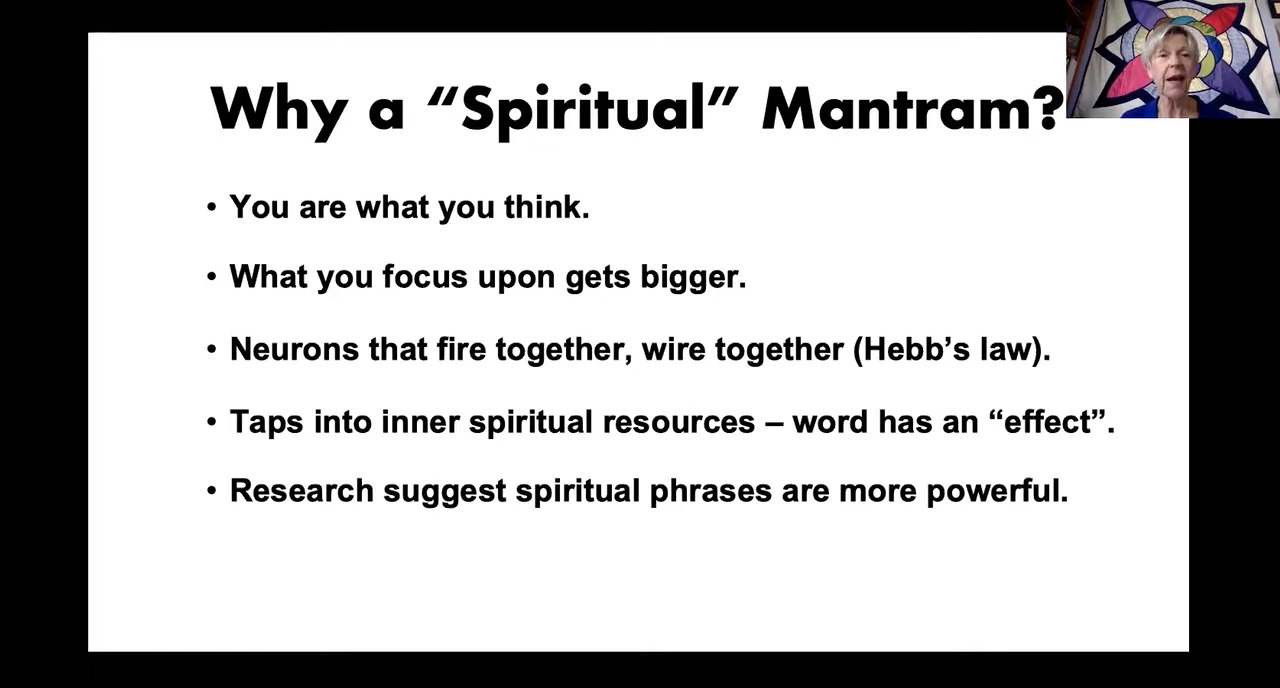 Why a “Spiritual” Mantram?
• You are what you think.
• What you focus upon gets bigger.
• Neurons that fire together, wire together (Hebb’s law).
• Taps into inner spiritual resources – word has an “effect”.
• Research suggest spiritual phrases are more powerful.